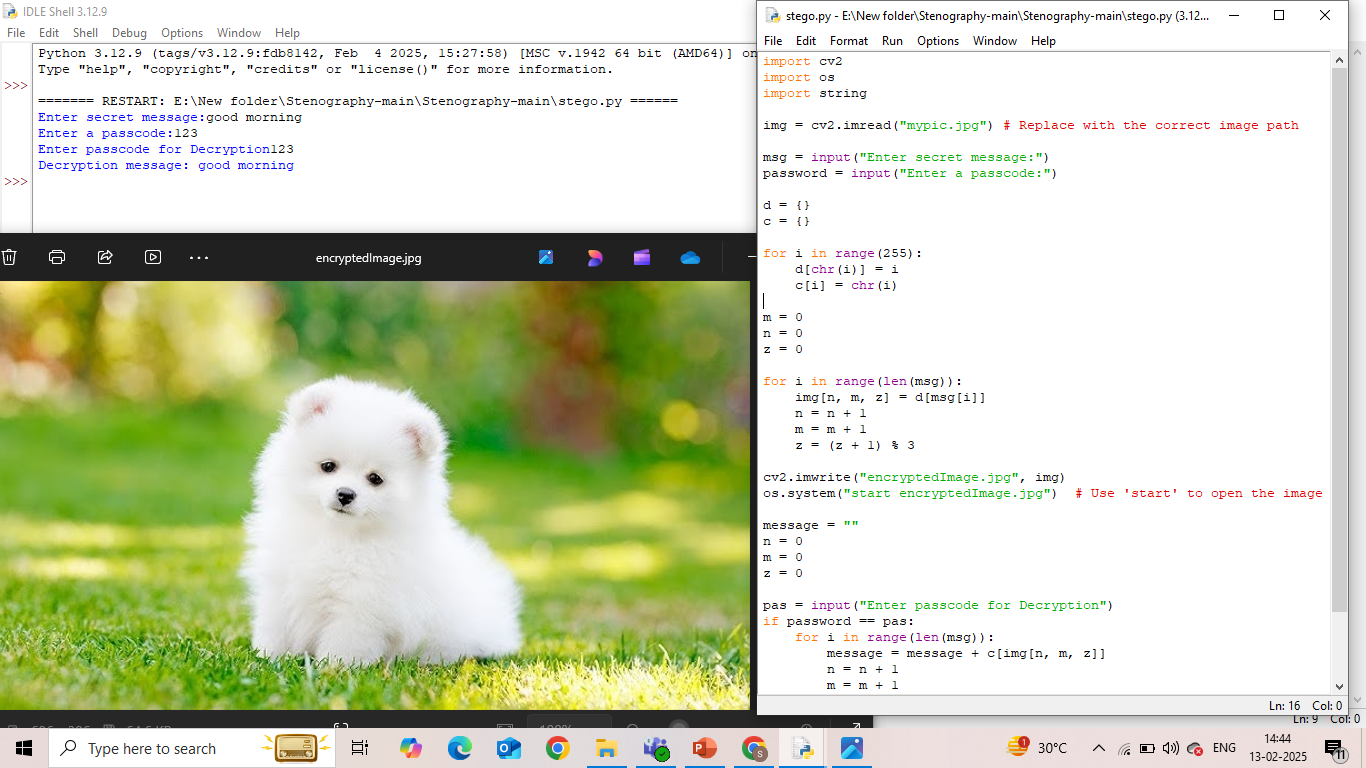 IDLE Shell 3.12.9
File Edit Shell Debug Options Window Help
Python 3.12.9 (tags/v3.12.9:fdb8142, Feb  4 2025, 15:27:58) [MSC v.1942 64 bit (AMD64)] on
Type "help", "copyright", "credits" or "license()" for more information.
>>>
======= RESTART: E:\New folder\Stenography-main\Stenography-main\stego.py ======
Enter secret message:good morning
Enter a passcode:123
Enter passcode for Decryption123
Decryption message: good morning
>>>
encryptedImage.jpg
stego.py - E:\New folder\Stenography-main\Stenography-main\stego.py (3.12...
File Edit Format Run Options Window Help
import cv2
import os
import string
img = cv2.imread("mypic.jpg") # Replace with the correct image path
msg = input("Enter secret message:")
password = input("Enter a passcode:")
d = {}
c = {}
for i in range(255):
    d[chr(i)] = i
    c[i] = chr(i)
m = 0
n = 0
z = 0
for i in range(len(msg)):
    img[n, m, z] = d[msg[i]]
    n = n + 1
    m = m + 1
    z = (z + 1) % 3
cv2.imwrite("encryptedImage.jpg", img)
os.system("start encryptedImage.jpg")  # Use 'start' to open the image
message = ""
n = 0
m = 0
z = 0
pas = input("Enter passcode for Decryption")
if password == pas:
    for i in range(len(msg)):
        message = message + c[img[n, m, z]]
        n = n + 1
        m = m + 1
Ln: 16 Col: 0
Ln: 9 Col: 0
Type here to search
1
30°C
ENG
14:44
13-02-2025
11